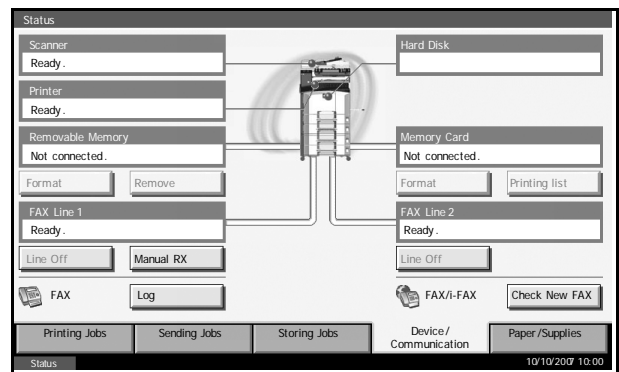 Status
Scanner
Ready.
Hard Disk
Printer
Ready.
Removable Memory
Not connected.
Memory Card
Not connected.
Format
Remove
Format
Printing list
FAX Line 1
Ready.
FAX Line 2
Ready.
Line Off
Manual RX
Line Off
FAX
Log
FAX/i-FAX
Check New FAX
Printing Jobs
Sending Jobs
Storing Jobs
Device/
Communication
Paper/Supplies
Status
10/10/2007 10:00